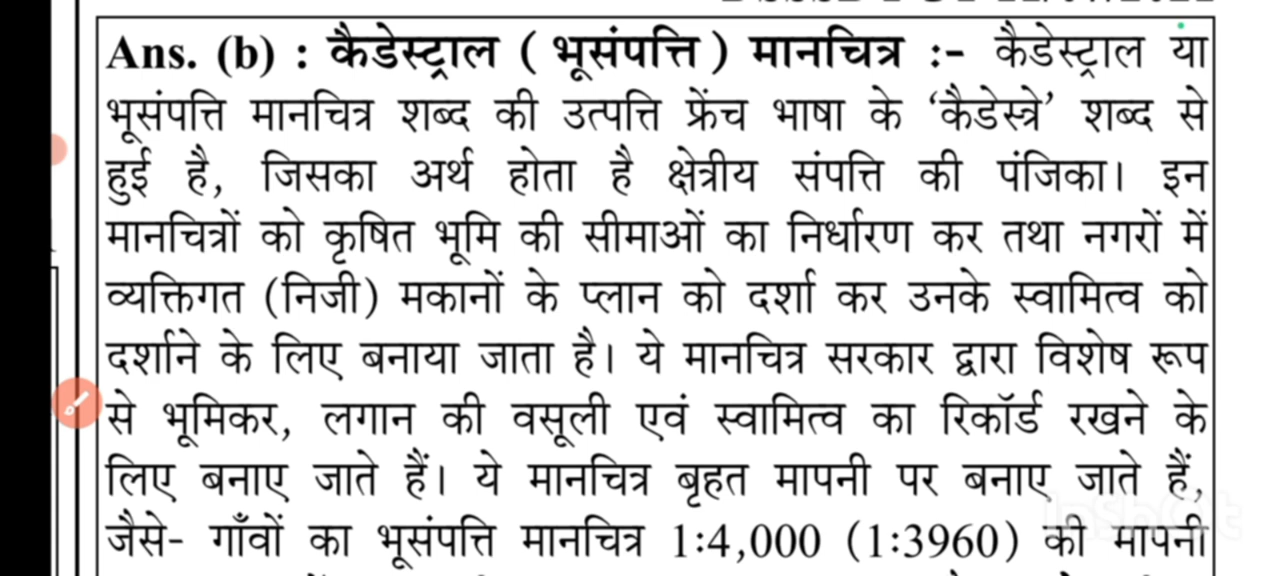 Ans. (b) : कैडेस्ट्राल ( भूसंपत्ति ) मानचित्र :- कैडेस्ट्राल या
भूसंपत्ति मानचित्र शब्द की उत्पत्ति फ्रेंच भाषा के ‘कैडेस्त्रे’ शब्द से
हुई है, जिसका अर्थ होता है क्षेत्रीय संपत्ति की पंजिका। इन
मानचित्रों को कृषित भूमि की सीमाओं का निर्धारण कर तथा नगरों में
व्यक्तिगत (निजी) मकानों के प्लान को दर्शा कर उनके स्वामित्व को
दर्शाने के लिए बनाया जाता है। ये मानचित्र सरकार द्वारा विशेष रूप
से भूमिकर, लगान की वसूली एवं स्वामित्व का रिकॉर्ड रखने के
लिए बनाए जाते हैं। ये मानचित्र बृहत मापनी पर बनाए जाते हैं,
जैसे- गाँवों का भूसंपत्ति मानचित्र 1:4,000 (1:3960) की मापनी
InShOt